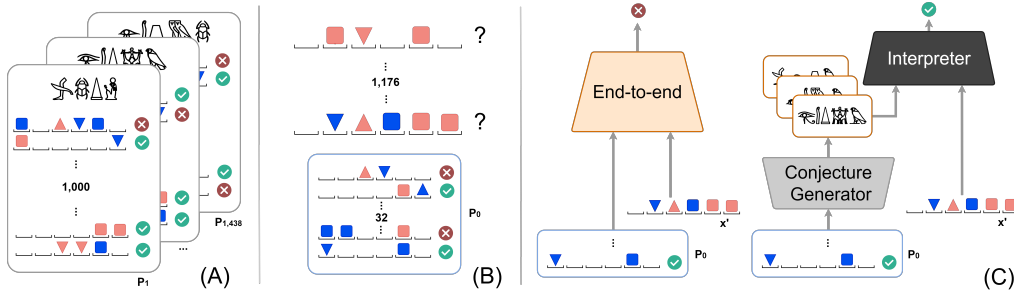 1,000
P₁
P₁,₄₃₈
...
(A)
?
1,176
?
32
P₀
(B)
End-to-end
x'
P₀
Interpreter
Conjecture
Generator
x'
P₀
(C)